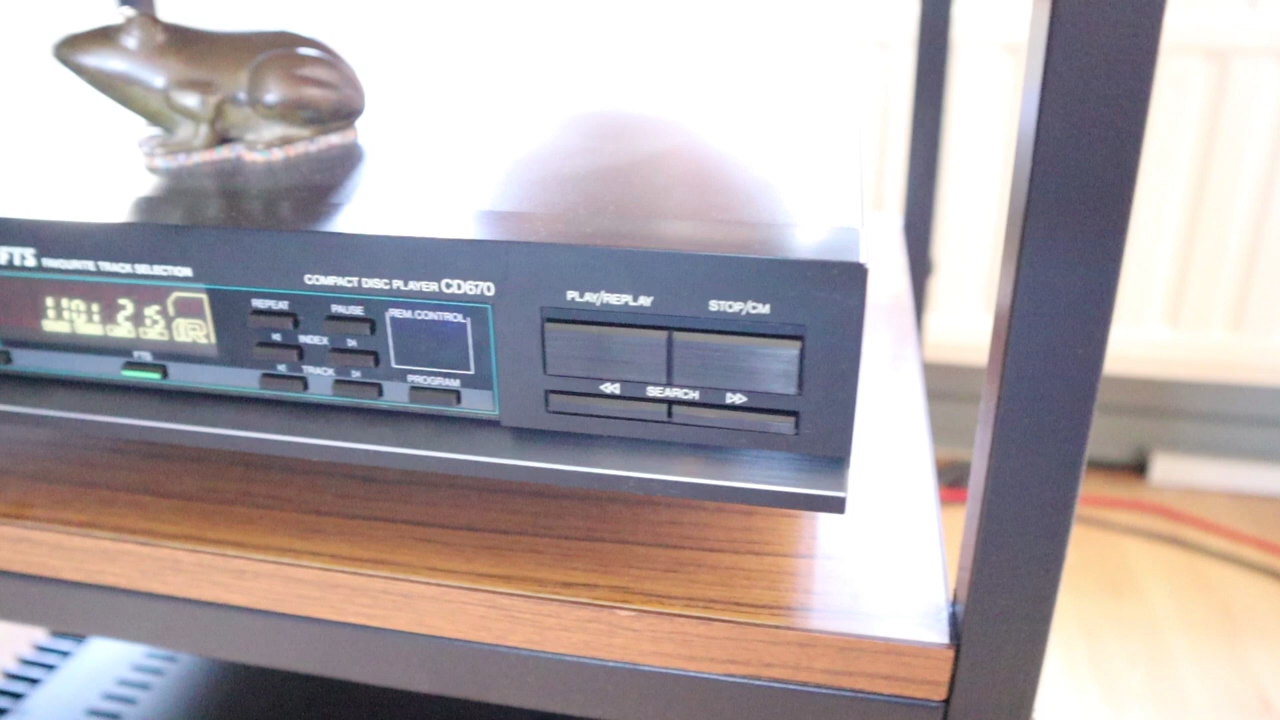 FTS FAVOURITE TRACK SELECTION
COMPACT DISC PLAYER CD670
REPEAT
PAUSE
REM.CONTROL
INDEX
FTS
TRACK
PROGRAM
PLAY/REPLAY
STOP/CM
SEARCH